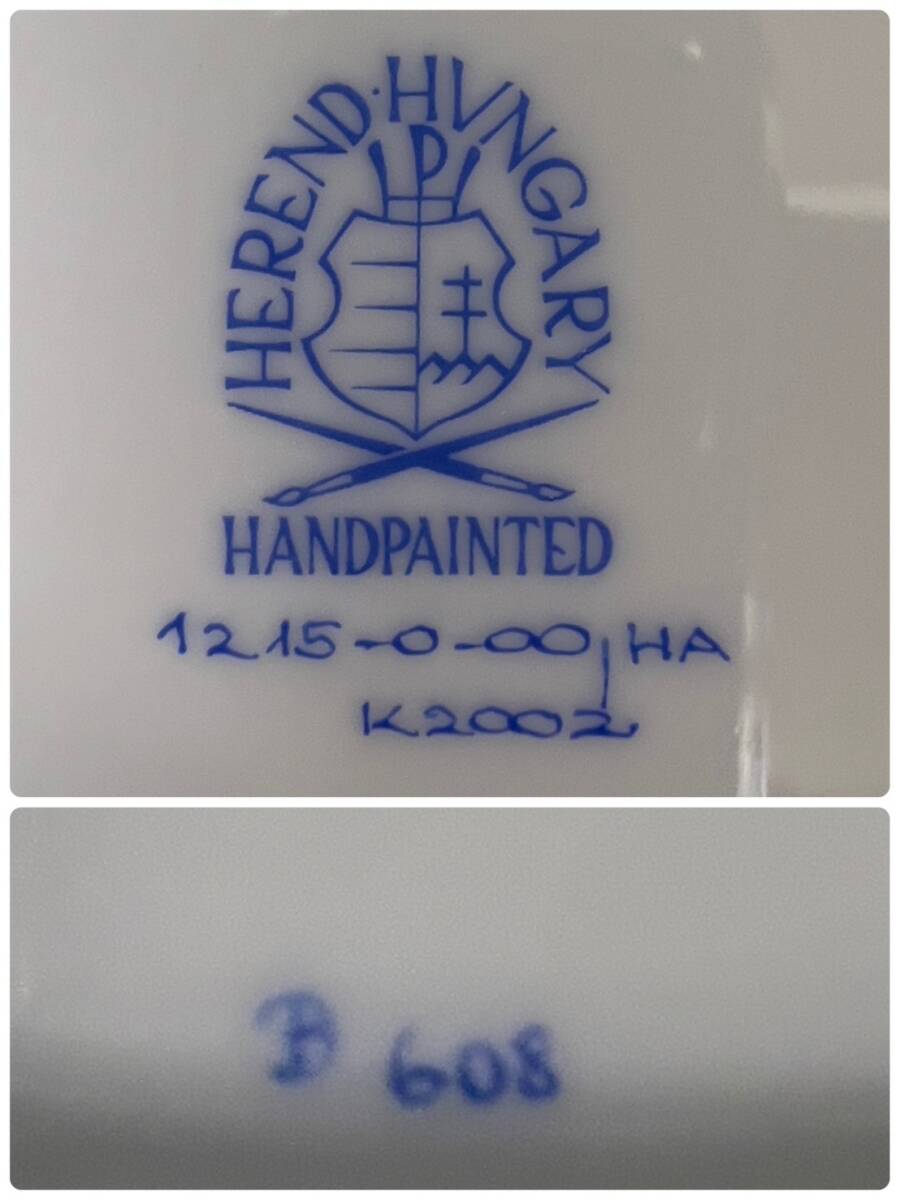 HEREND·HVNGARY
P
HANDPAINTED
1215-0-00/HA
K2002
B 608